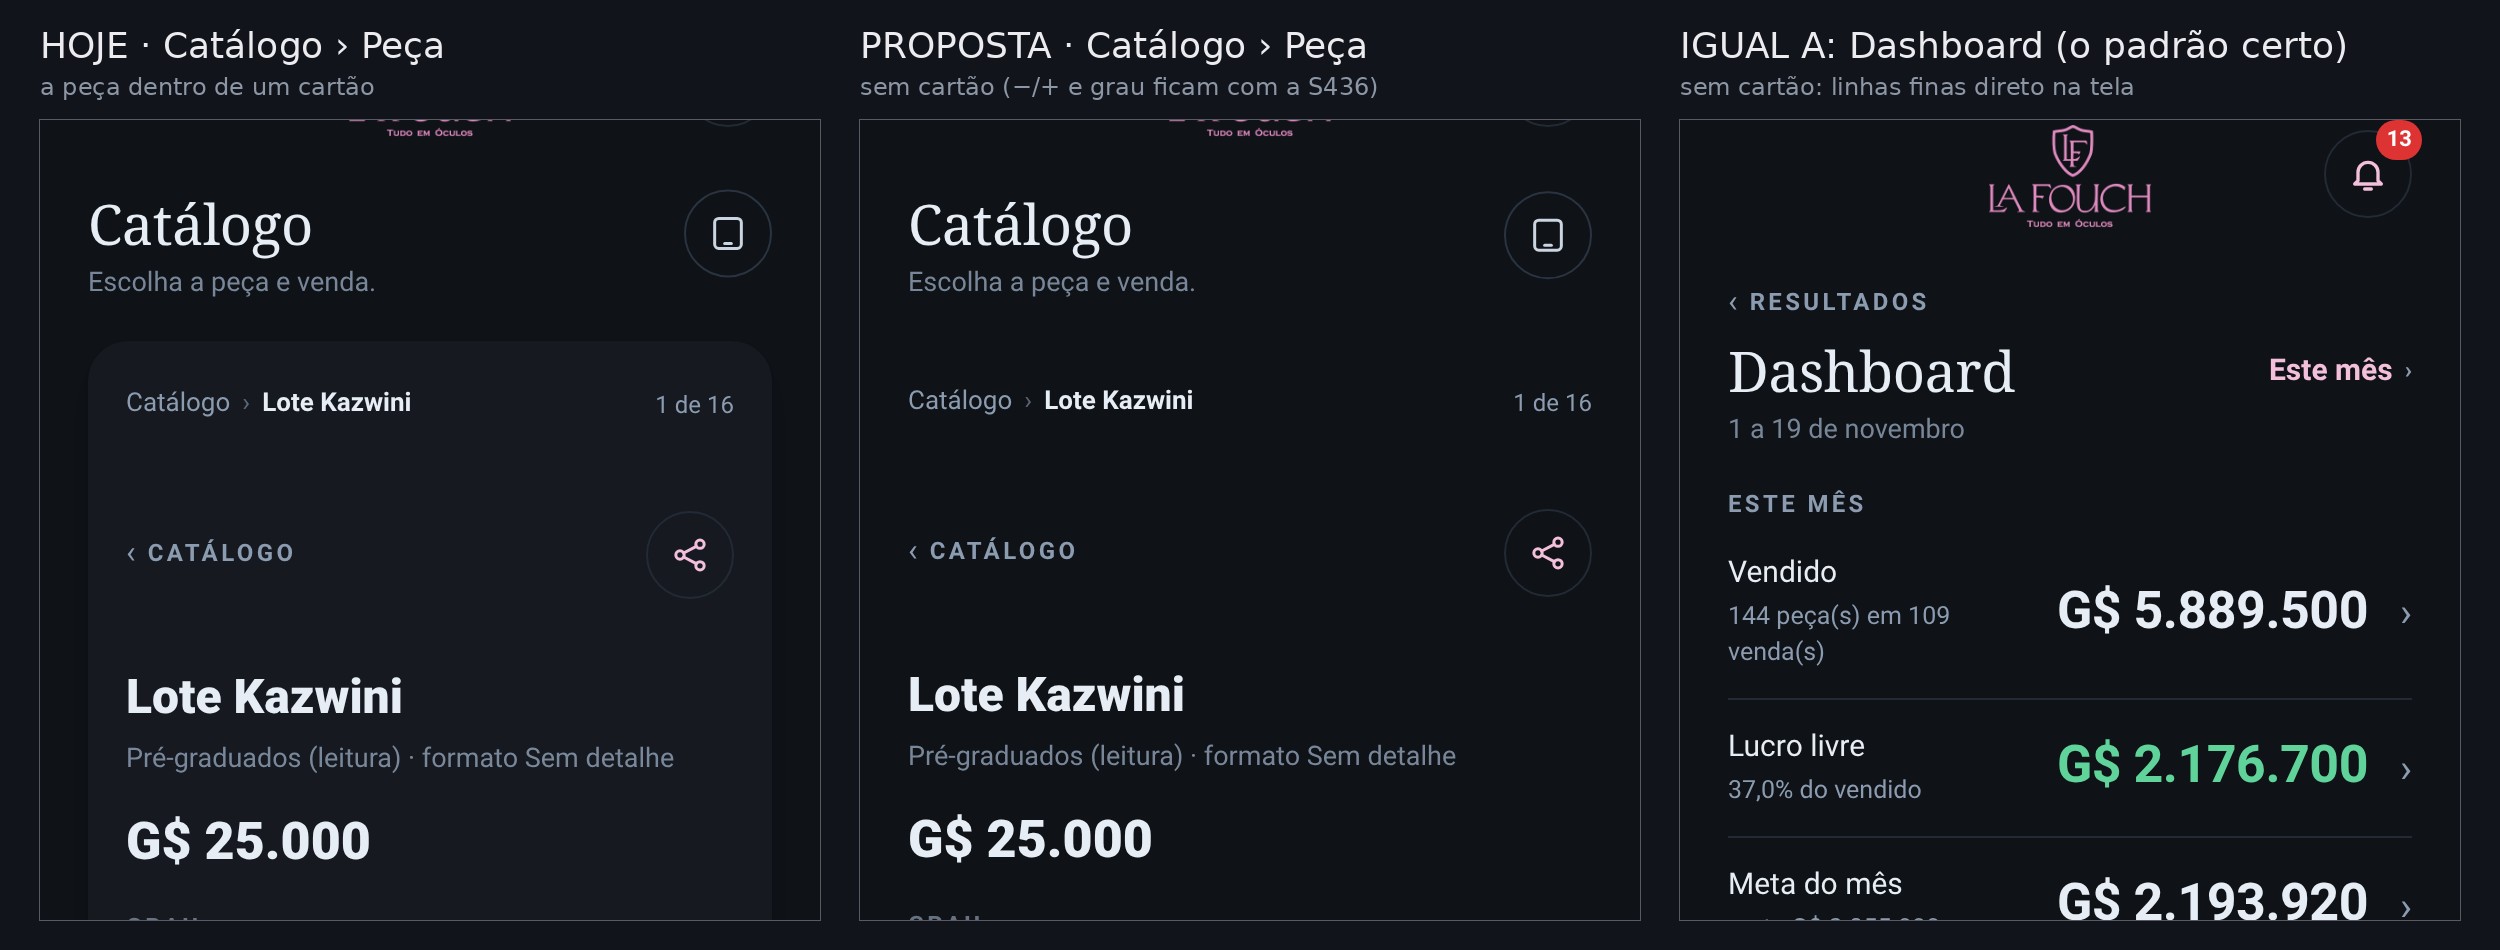 HOJE · Catálogo › Peça
a peça dentro de um cartão
TUDO EM ÓCULOS
Catálogo
Escolha a peça e venda.
Catálogo › Lote Kazwini
1 de 16
‹ CATÁLOGO
Lote Kazwini
Pré-graduados (leitura) · formato Sem detalhe
G$ 25.000
PROPOSTA · Catálogo › Peça
sem cartão (−/+ e grau ficam com a S436)
TUDO EM ÓCULOS
Catálogo
Escolha a peça e venda.
Catálogo › Lote Kazwini
1 de 16
‹ CATÁLOGO
Lote Kazwini
Pré-graduados (leitura) · formato Sem detalhe
G$ 25.000
IGUAL A: Dashboard (o padrão certo)
sem cartão: linhas finas direto na tela
LF
LA FOUCH
TUDO EM ÓCULOS
13
‹ RESULTADOS
Dashboard
Este mês ›
1 a 19 de novembro
ESTE MÊS
Vendido
144 peça(s) em 109
venda(s)
G$ 5.889.500 ›
Lucro livre
37,0% do vendido
G$ 2.176.700 ›
Meta do mês
G$ 2.193.920 ›